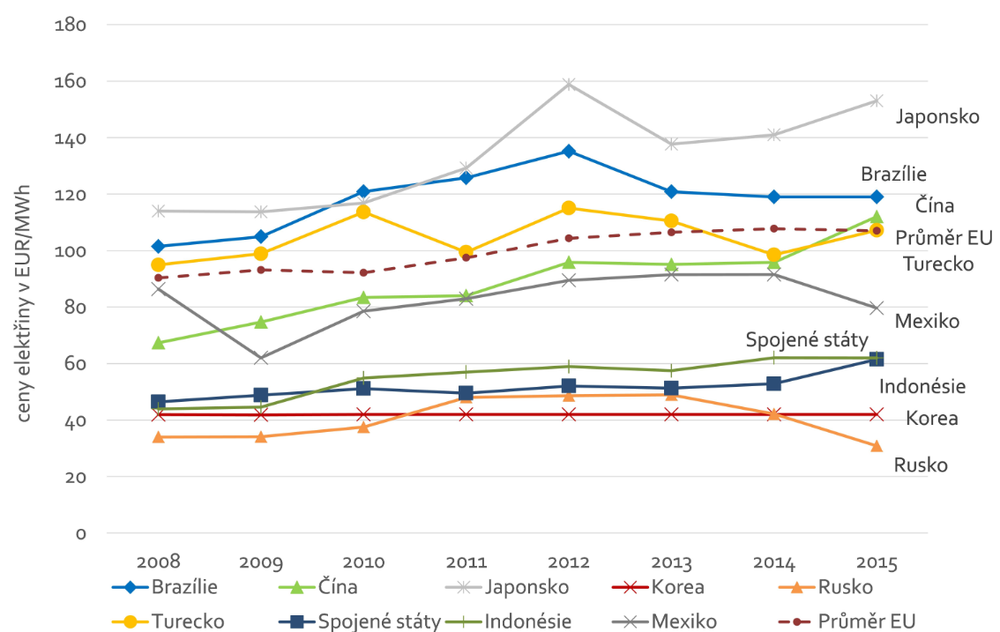 180
160
140
120
100
80
60
40
20
0
ceny elektřiny v EUR/MWh
Japonsko
Brazílie
Čína
Průměr EU
Turecko
Mexiko
Spojené státy
Indonésie
Korea
Rusko
2008 2009 2010 2011 2012 2013 2014 2015
Brazílie Čína Japonsko Korea Rusko
Turecko Spojené státy Indonésie Mexiko Průměr EU